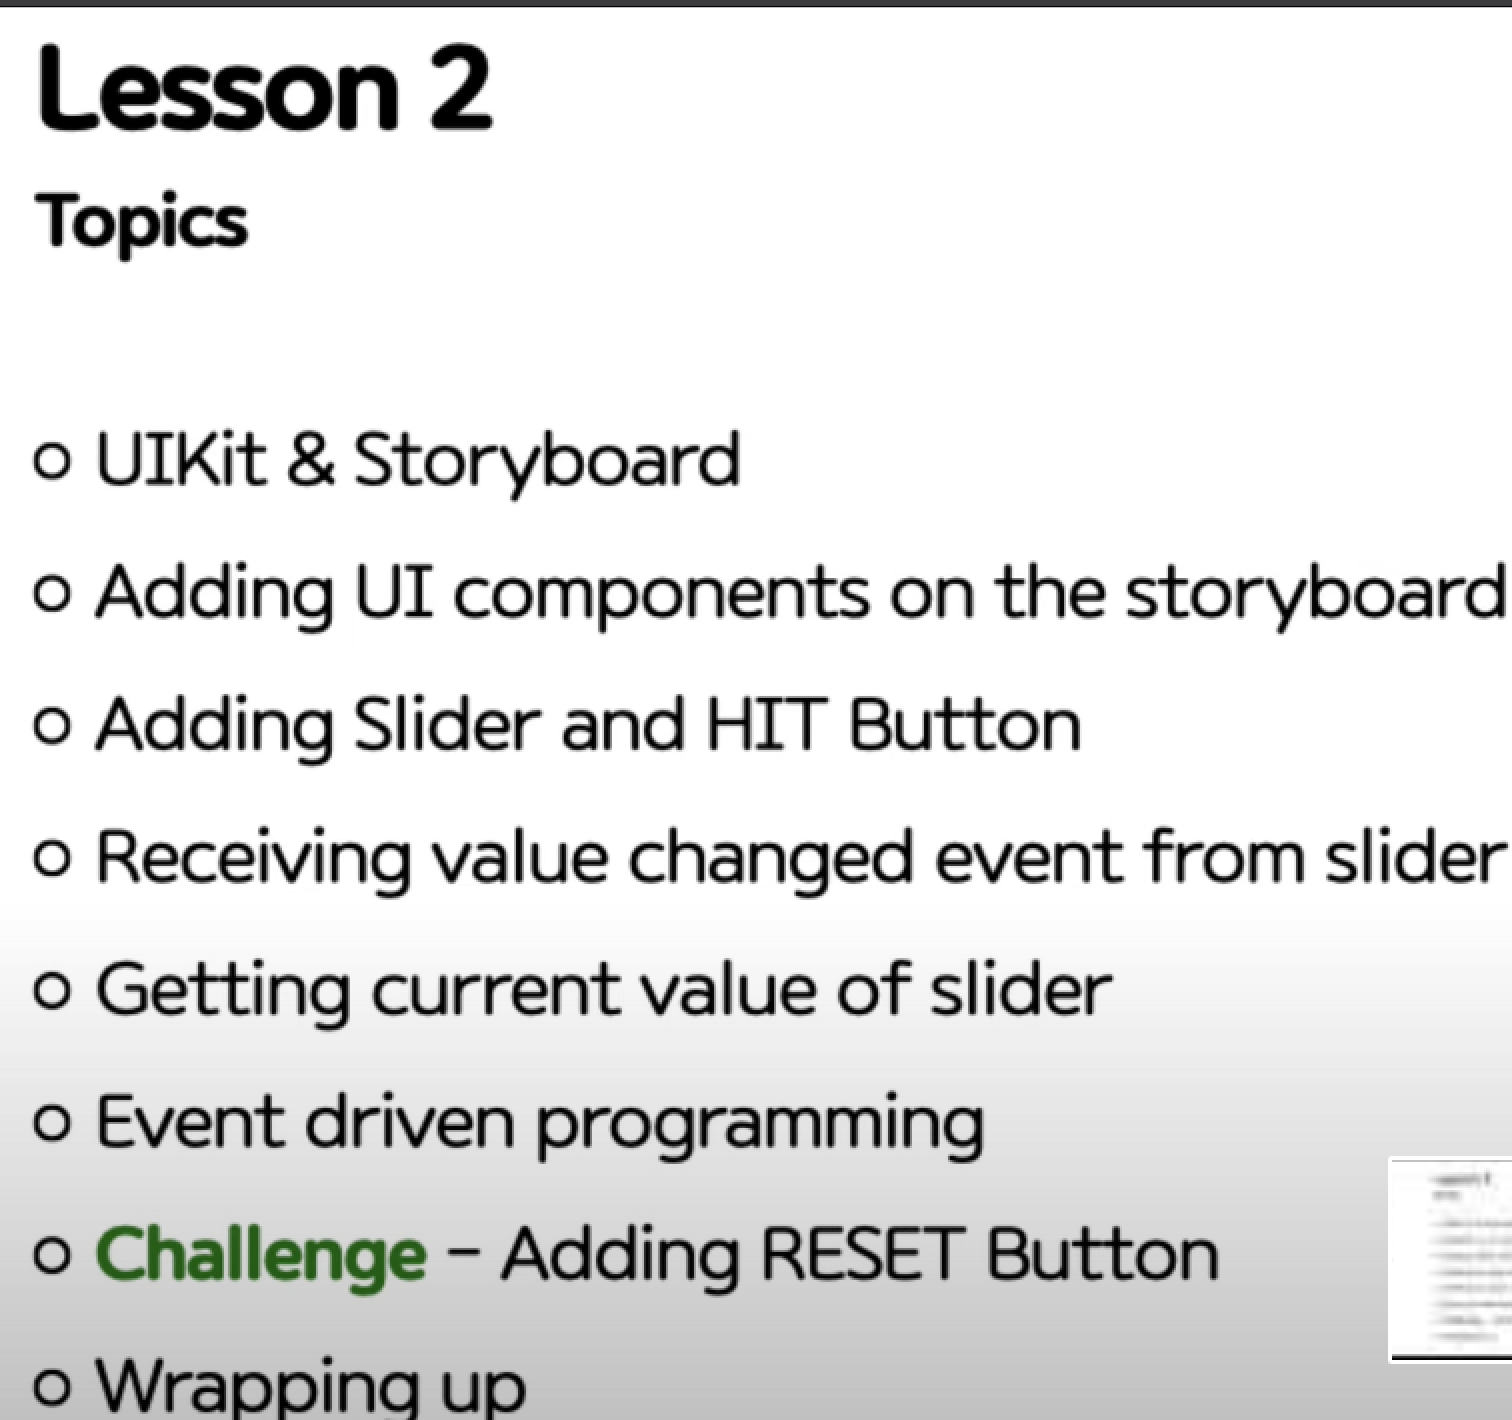 Lesson 2
Topics
UIKit & Storyboard
Adding UI components on the storyboard
Adding Slider and HIT Button
Receiving value changed event from slider
Getting current value of slider
Event driven programming
Challenge – Adding RESET Button
Wrapping up